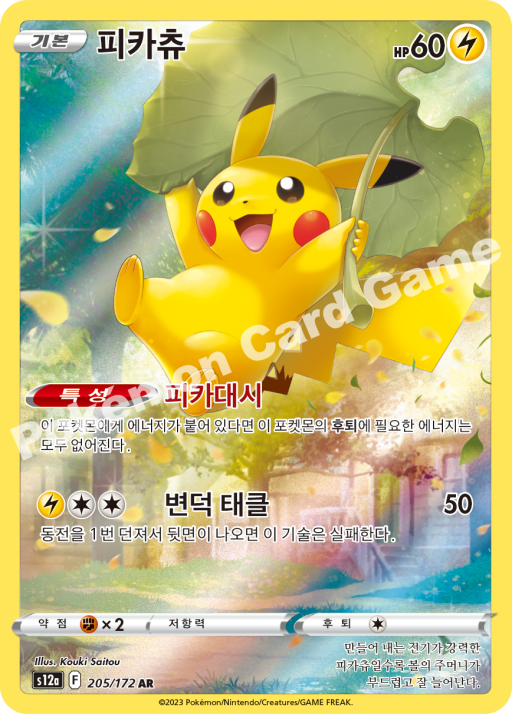 기본 피카츄 HP60
Pokémon Card Game
특성 피카대시
이 포켓몬에게 에너지가 붙어 있다면 이 포켓몬의 후퇴에 필요한 에너지는
모두 없어진다.
변덕 태클 50
동전을 1번 던져서 뒷면이 나오면 이 기술은 실패한다.
약점 ×2 저항력 후퇴
Illus. Kouki Saitou
s12a F 205/172 AR
만들어 내는 전기가 강력한
피카츄일수록 볼의 주머니가
부드럽고 잘 늘어난다.
©2023 Pokémon/Nintendo/Creatures/GAME FREAK.